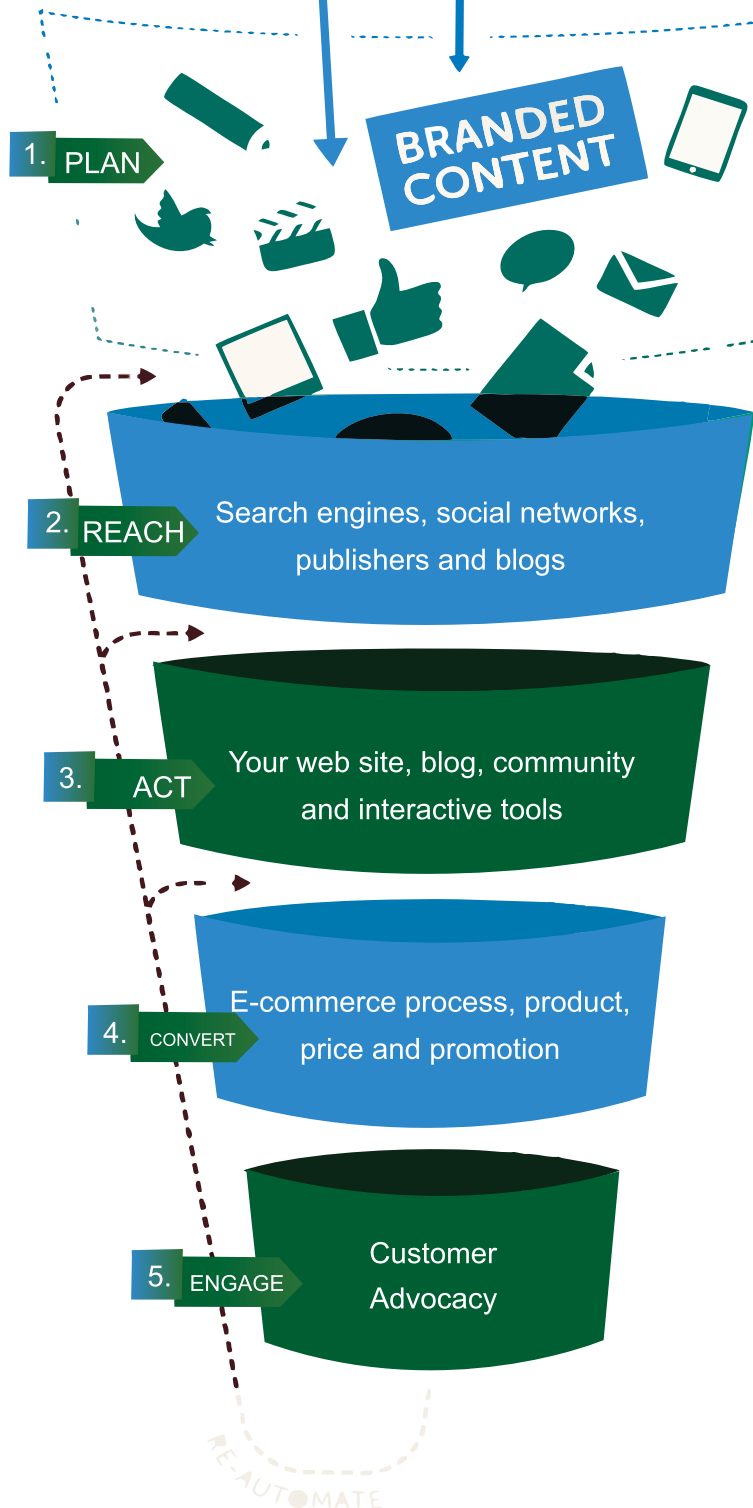 BRANDED
CONTENT
1. PLAN
2. REACH
Search engines, social networks,
publishers and blogs
3. ACT
Your web site, blog, community
and interactive tools
4. CONVERT
E-commerce process, product,
price and promotion
5. ENGAGE
Customer
Advocacy
RE-AUTOMATE